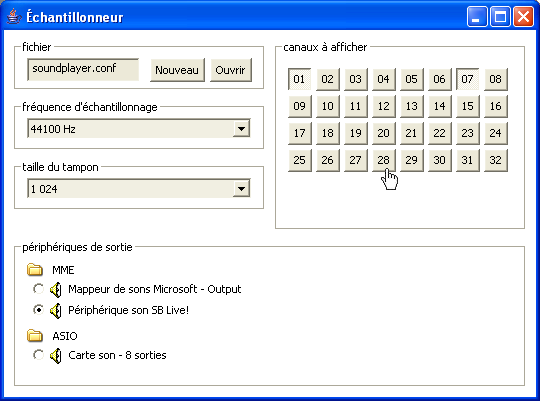 Échantillonneur
fichier
soundplayer.conf Nouveau Ouvrir
fréquence d'échantillonnage
44100 Hz
taille du tampon
1 024
canaux à afficher
01 02 03 04 05 06 07 08
09 10 11 12 13 14 15 16
17 18 19 20 21 22 23 24
25 26 27 28 29 30 31 32
périphériques de sortie
MME
Mappeur de sons Microsoft - Output
Périphérique son SB Live!
ASIO
Carte son - 8 sorties